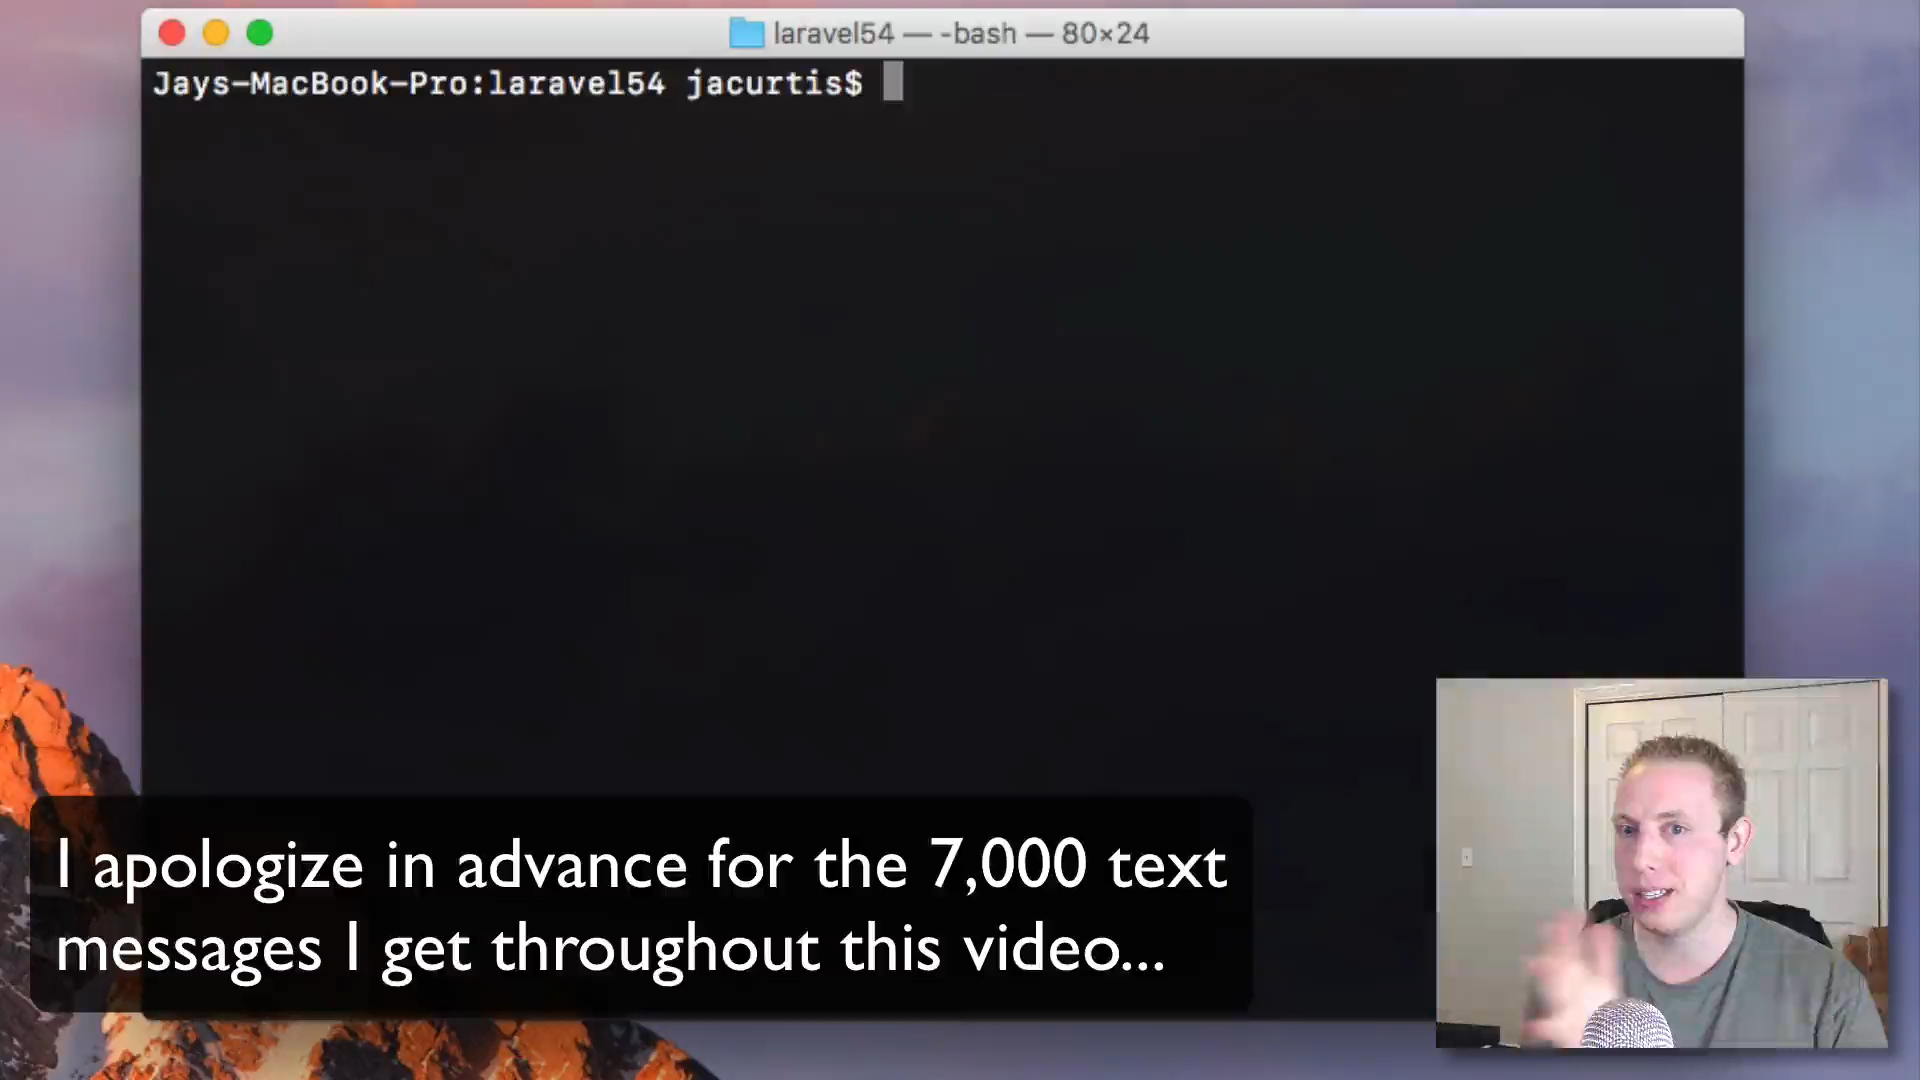 laravel54 — -bash — 80×24
Jays-MacBook-Pro:laravel54 jacurtis$
I apologize in advance for the 7,000 text
messages I get throughout this video...